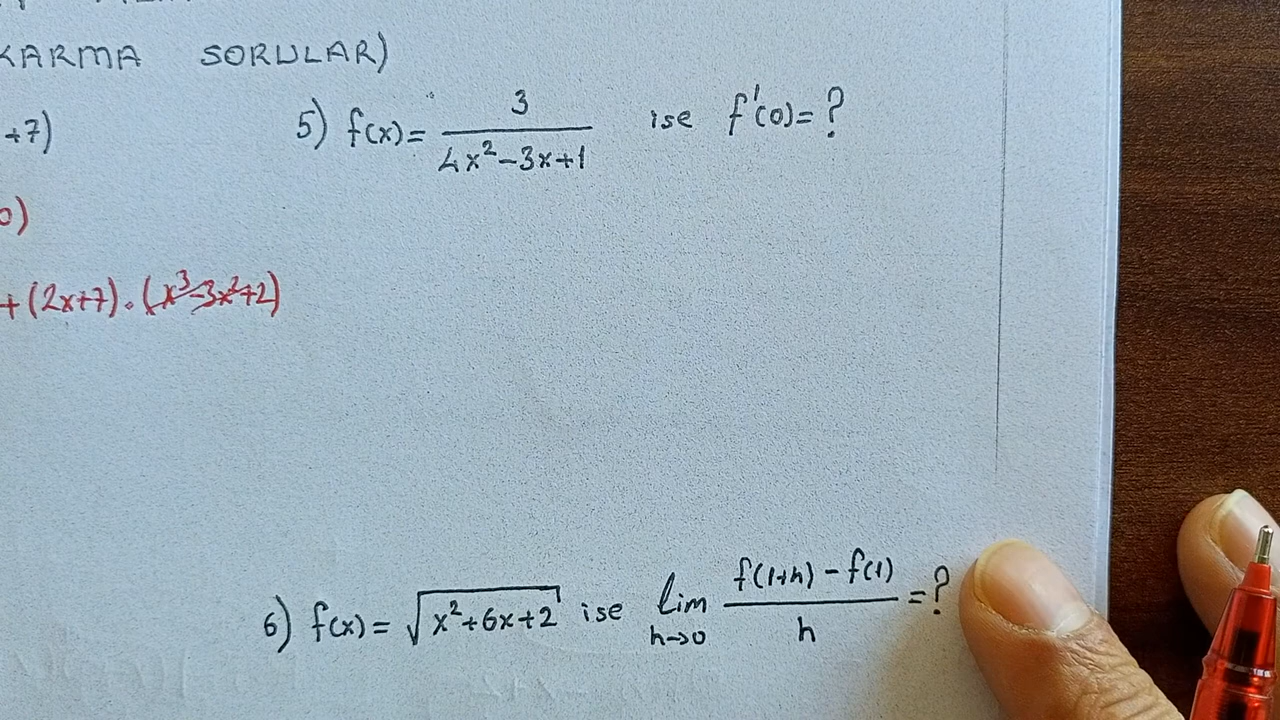 KARMA SORULAR)
+7)
5) f(x)= 3/(4x²-3x+1) ise f'(0)=?
o)
+(2x+7).(x³-3x²+2)
6) f(x)= √(x²+6x+2) ise lim h→0 (f(1+h)-f(1))/h =?